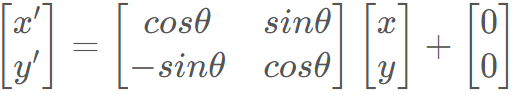 [x′ y′] = [cosθ sinθ −sinθ cosθ] [x y] + [0 0]